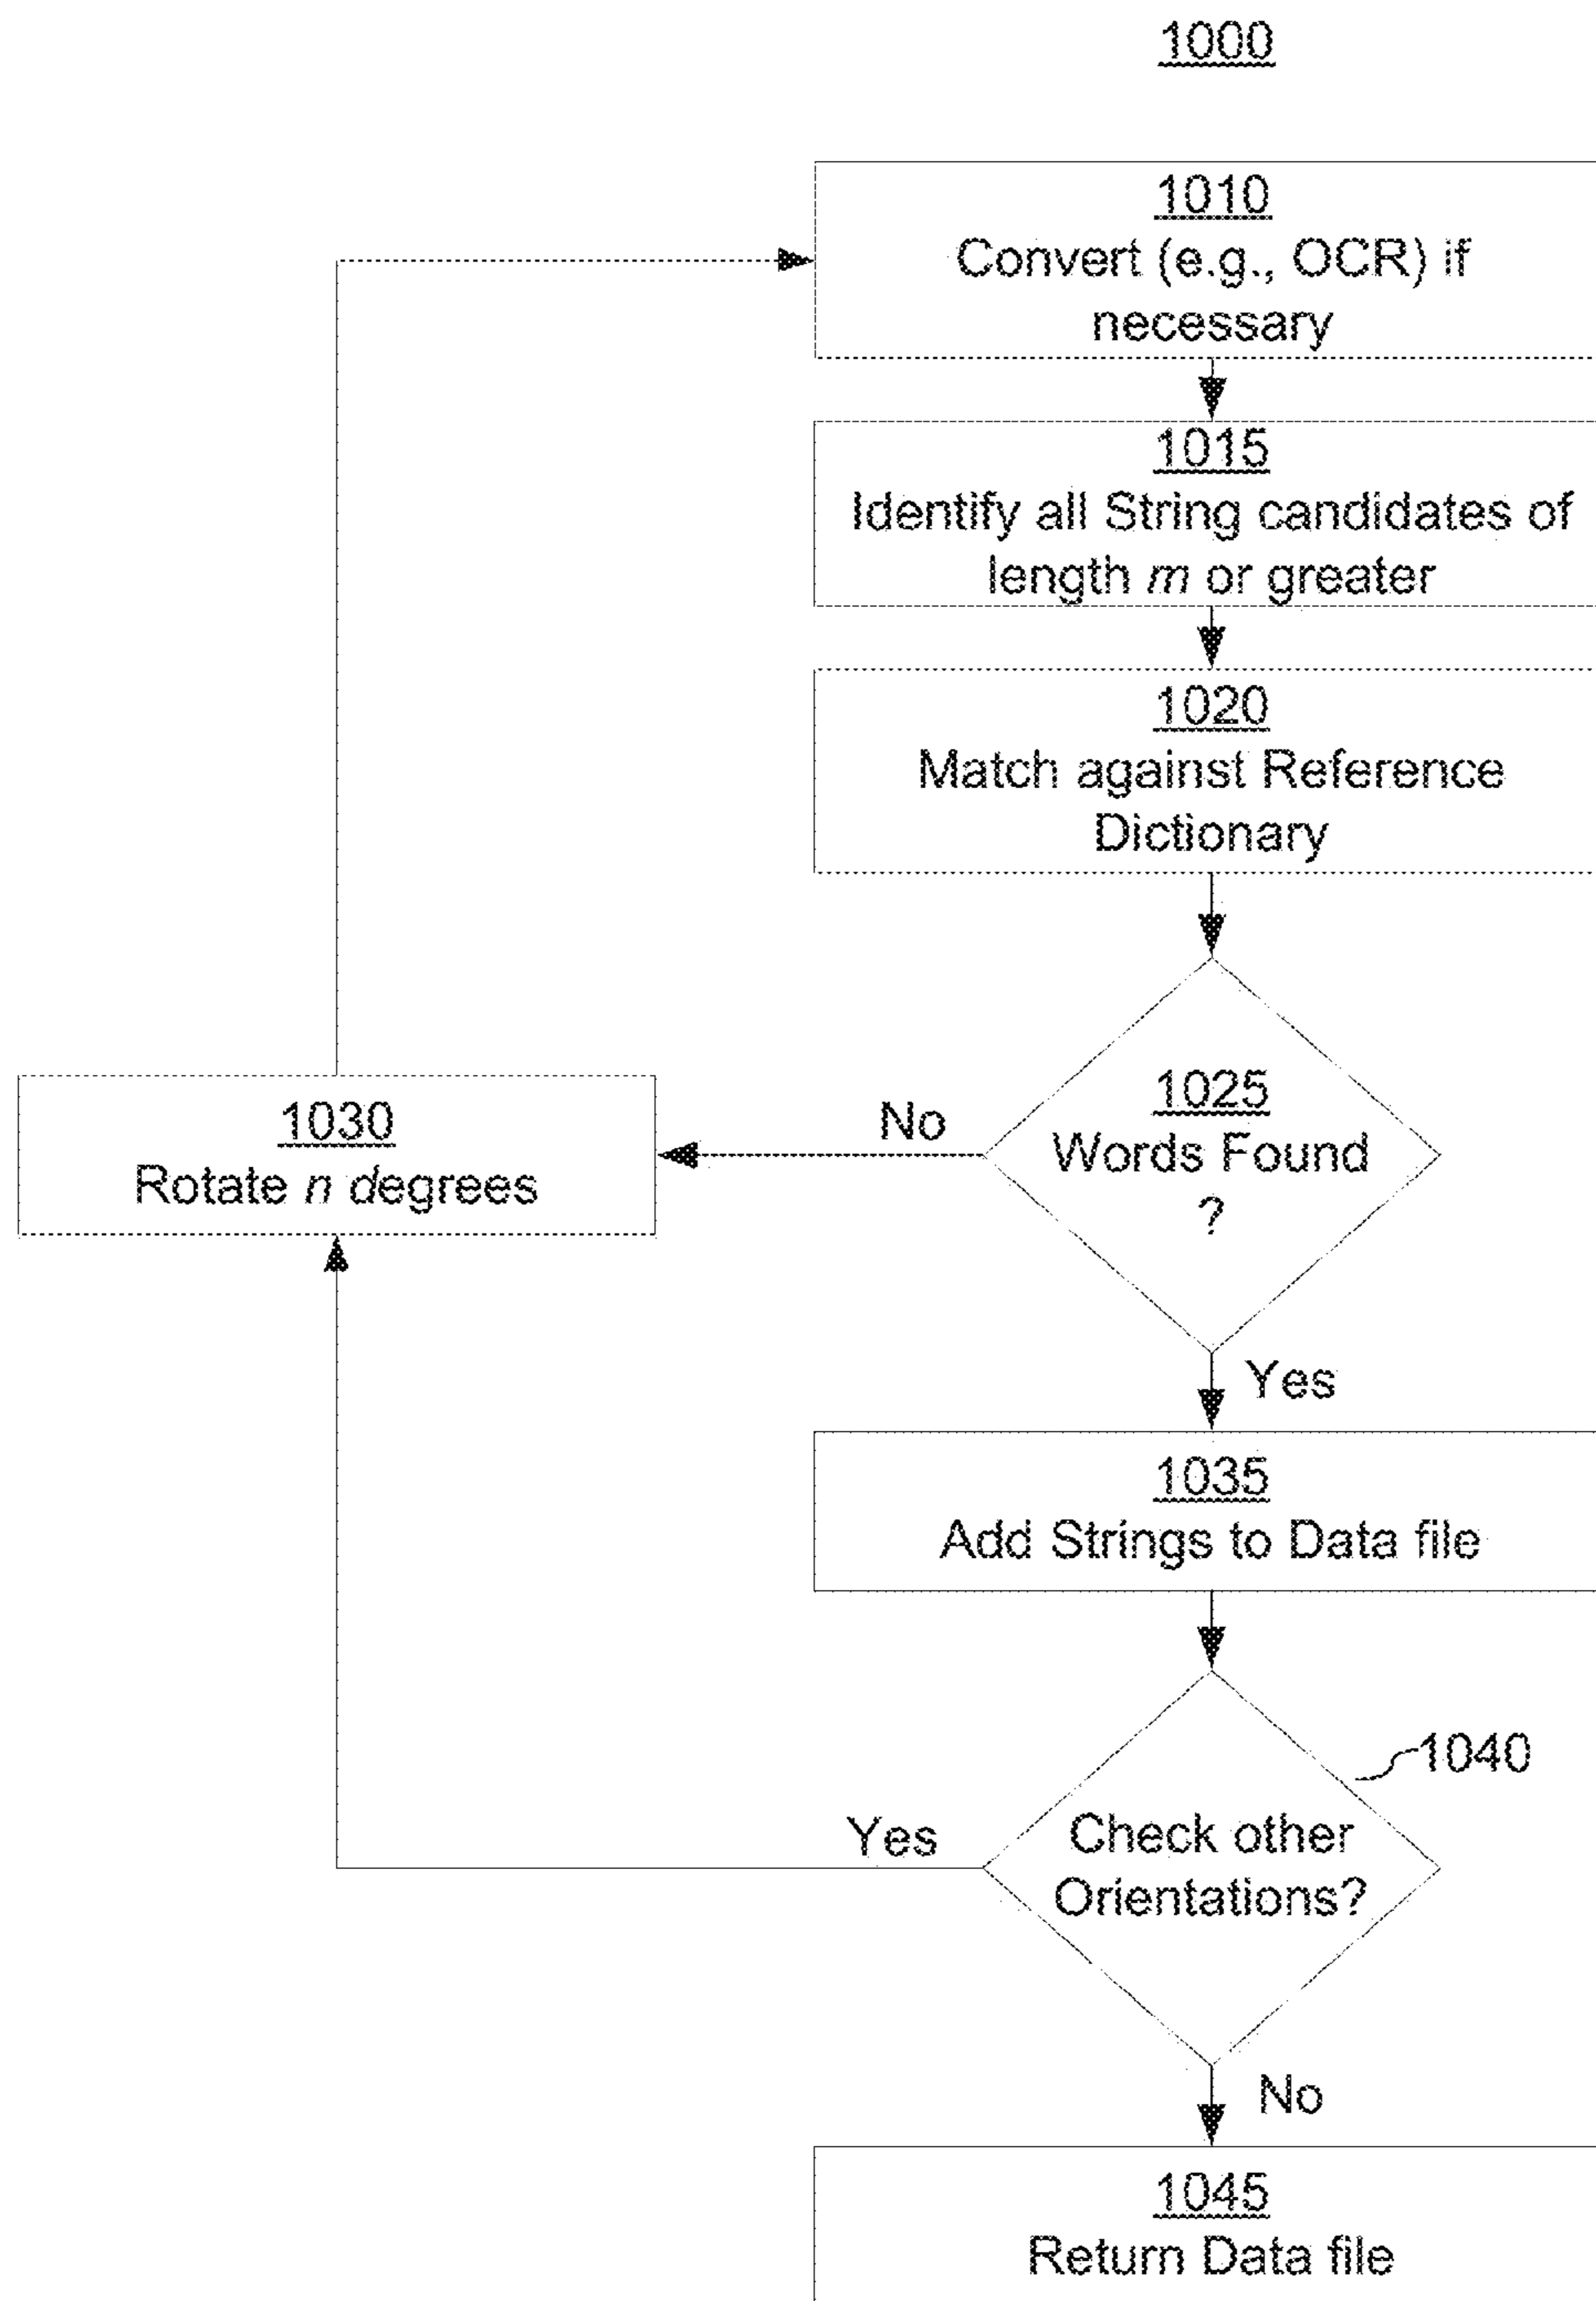 1000
1010
Convert (e.g., OCR) if
necessary
1015
Identify all String candidates of
length m or greater
1020
Match against Reference
Dictionary
1025
Words Found
?
No
1030
Rotate n degrees
Yes
1035
Add Strings to Data file
1040
Check other
Orientations?
Yes
No
1045
Return Data file